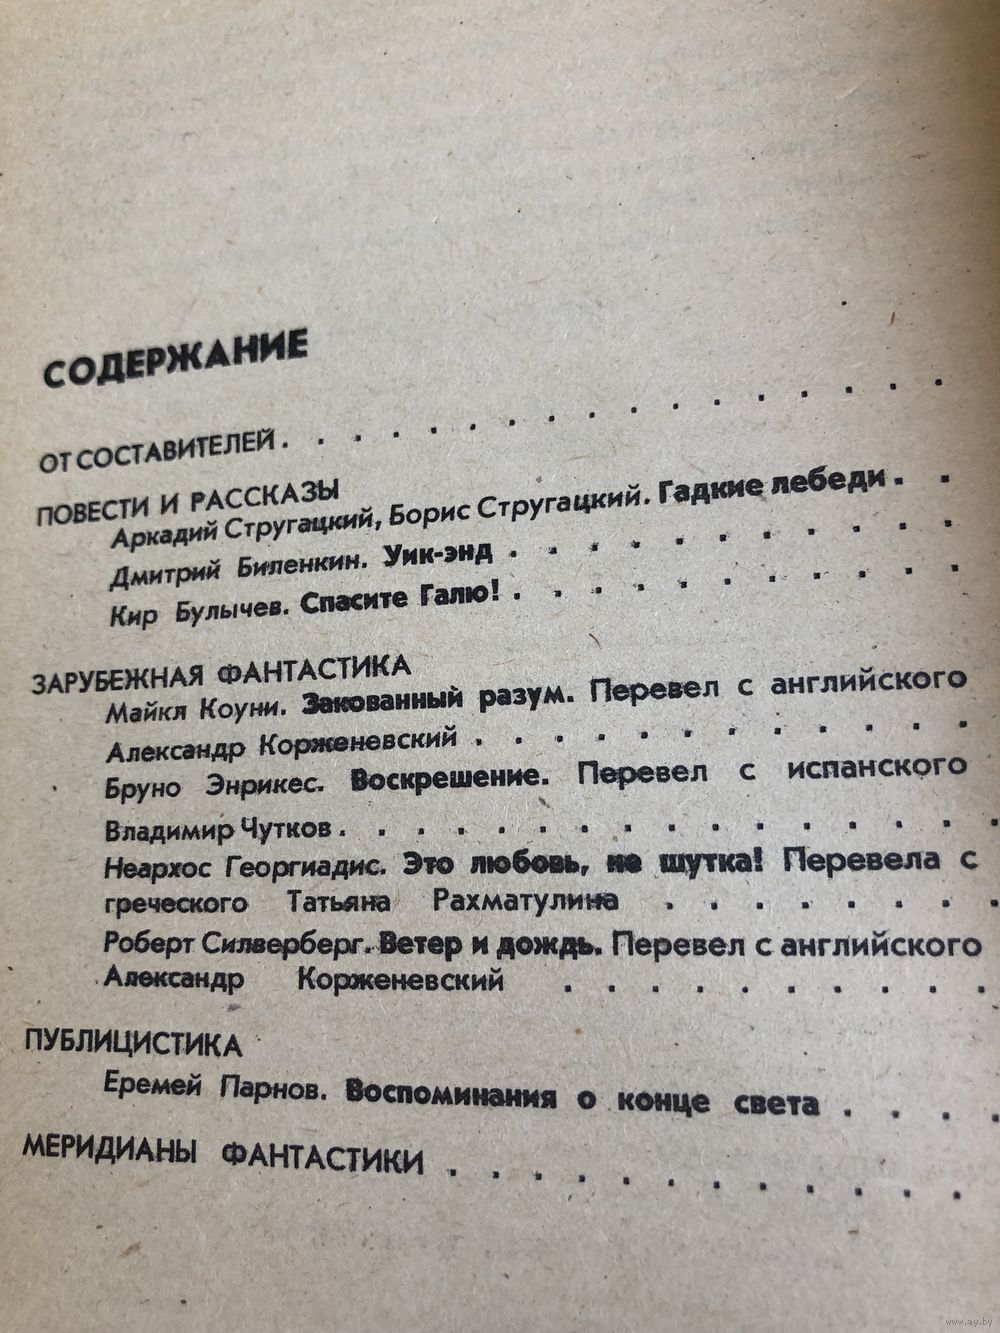 СОДЕРЖАНИЕ
ОТ СОСТАВИТЕЛЕЙ . . . . . . . . . . . . . . . . .
ПОВЕСТИ И РАССКАЗЫ
Аркадий Стругацкий, Борис Стругацкий. Гадкие лебеди . .
Дмитрий Биленкин. Уик-энд . . . . . . . . . . .
Кир Булычев. Спасите Галю! . . . . . . . . . . .
ЗАРУБЕЖНАЯ ФАНТАСТИКА
Майкл Коуни. Закованный разум. Перевел с английского
Александр Корженевский . . . . . . . . . . . .
Бруно Энрикес. Воскрешение. Перевел с испанского
Владимир Чутков . . . . . . . . . . . . . . .
Неархос Георгиадис. Это любовь, не шутка! Перевела с
греческого Татьяна Рахматулина . . . . . . . .
Роберт Силверберг. Ветер и дождь. Перевел с английского
Александр Корженевский . . . . . . . . . .
ПУБЛИЦИСТИКА
Еремей Парнов. Воспоминания о конце света . . . .
МЕРИДИАНЫ ФАНТАСТИКИ . . . . . . . . . . . .
www.ay.by